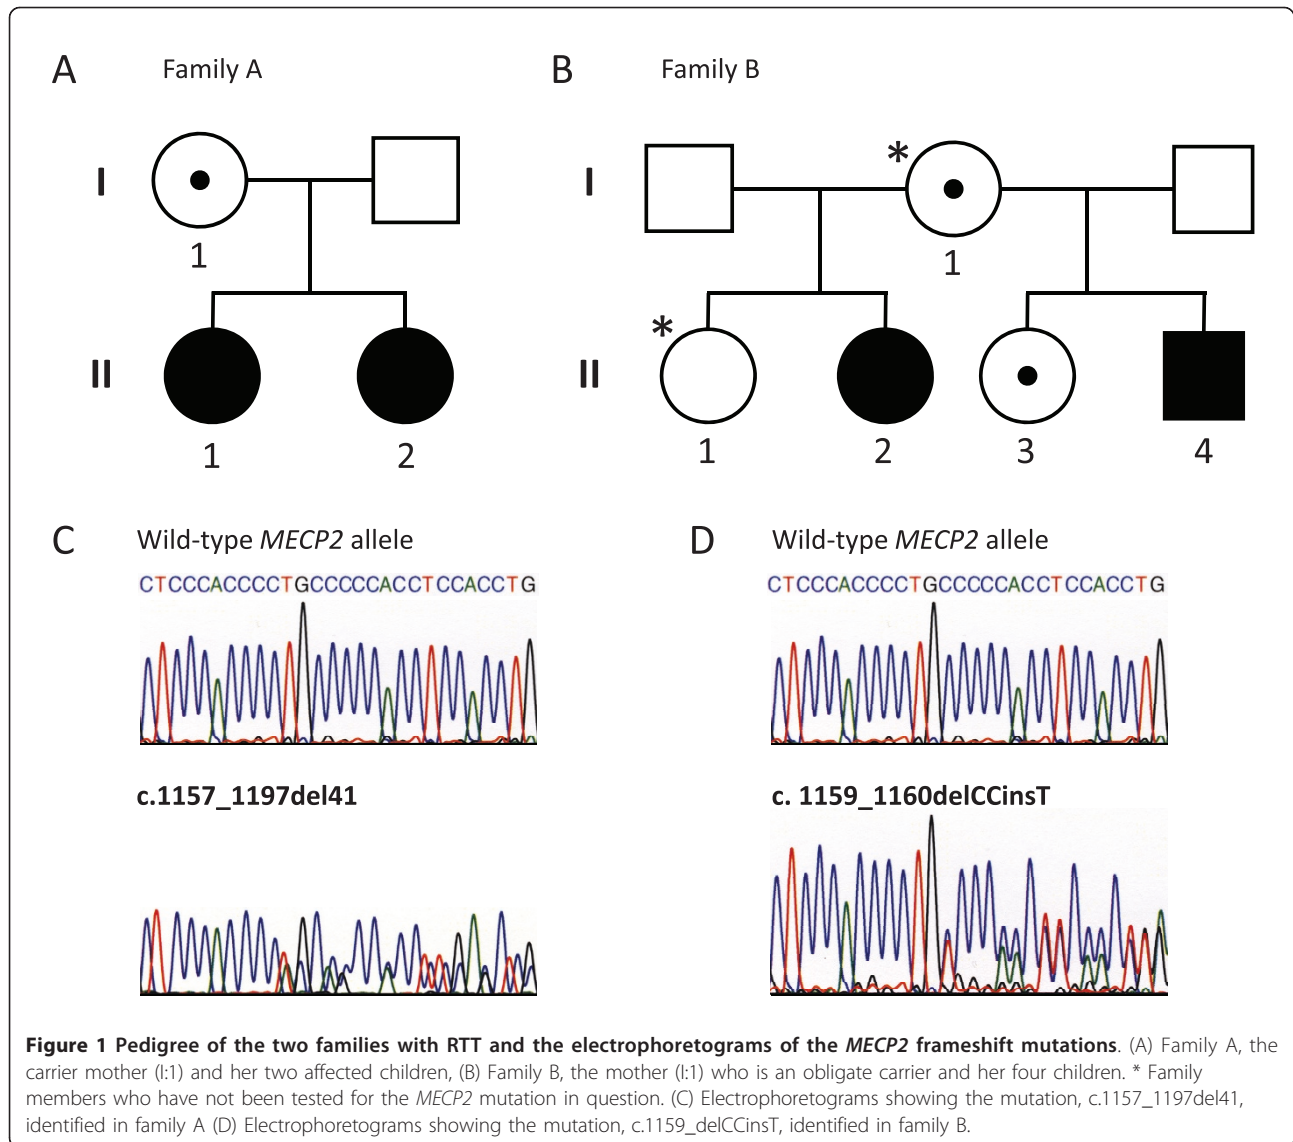 A Family A B Family B
* 
I I
1 1
*
II II
1 2 1 2 3 4
C Wild-type MECP2 allele D Wild-type MECP2 allele
CTCCCACCCCTGCCCCCACCTCCACCTG CTCCCACCCCTGCCCCCACCTCCACCTG
c.1157_1197del41 c. 1159_1160delCCinsT
Figure 1 Pedigree of the two families with RTT and the electrophoretograms of the MECP2 frameshift mutations. (A) Family A, the
carrier mother (I:1) and her two affected children, (B) Family B, the mother (I:1) who is an obligate carrier and her four children. * Family
members who have not been tested for the MECP2 mutation in question. (C) Electrophoretograms showing the mutation, c.1157_1197del41,
identified in family A (D) Electrophoretograms showing the mutation, c.1159_delCCinsT, identified in family B.